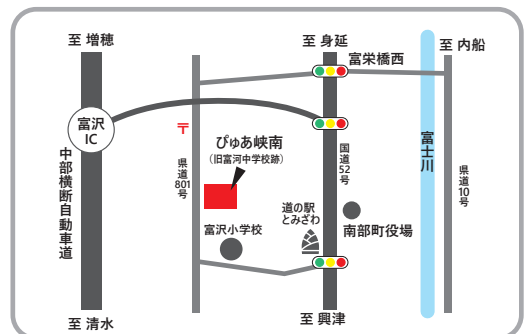 至 増穂
至 身延
至 内船
富栄橋西
富沢
IC
〒
ぴゅあ峡南
(旧富河中学校跡)
中部横断自動車道
県道
801
号
国道
52
号
富士川
県道
10
号
道の駅
とみざわ
富沢小学校
南部町役場
至 清水
至 興津